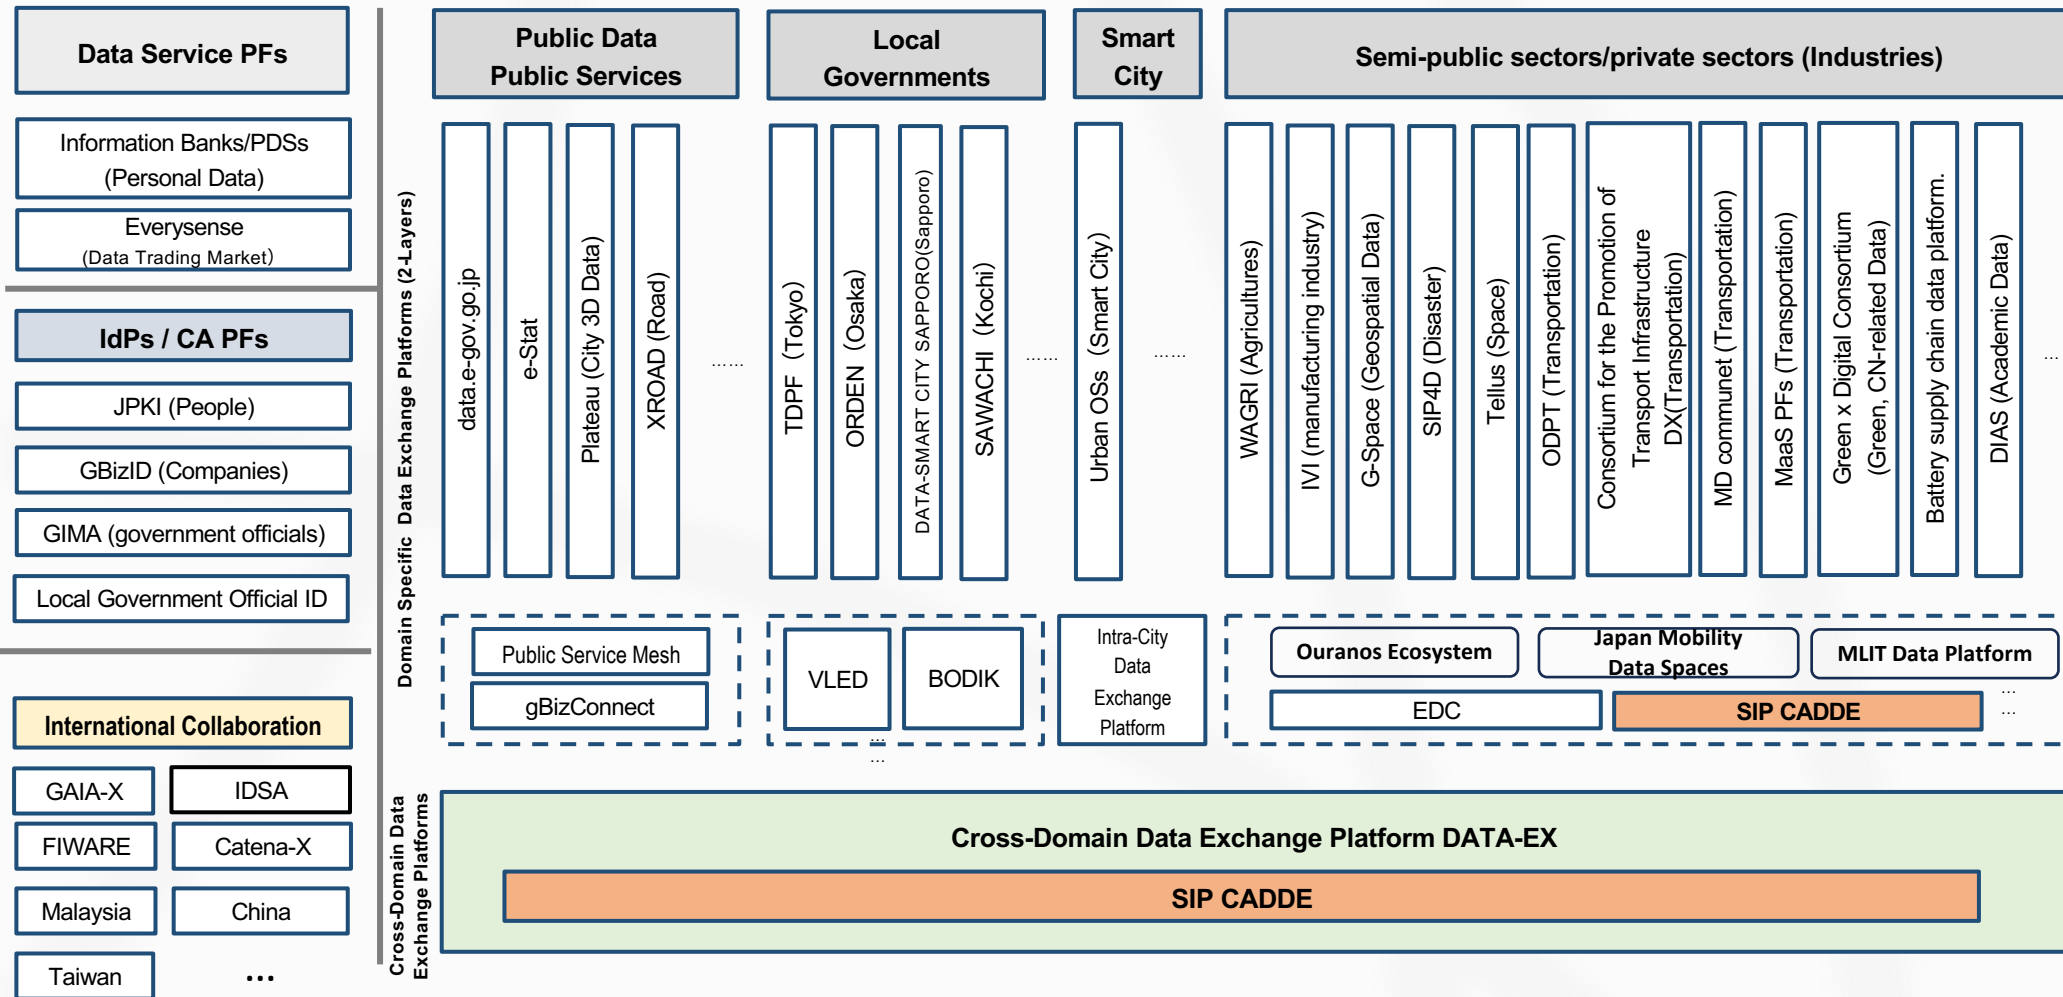 Data Service PFs
Information Banks/PDSs
(Personal Data)
Everysense
(Data Trading Market）
IdPs / CA PFs
JPKI (People)
GBizID (Companies)
GIMA (government officials)
Local Government Official ID
International Collaboration
GAIA-X
IDSA
FIWARE
Catena-X
Malaysia
China
Taiwan
...
Domain Specific Data Exchange Platforms (2-Layers)
Public Data
Public Services
data.e-gov.go.jp
e-Stat
Plateau (City 3D Data)
XROAD (Road)
……
Public Service Mesh
gBizConnect
Local
Governments
TDPF （Tokyo）
ORDEN （Osaka）
DATA-SMART CITY SAPPORO(Sapporo)
SAWACHI （Kochi）
……
VLED
BODIK
...
...
Smart
City
Urban OSs （Smart City）
……
Intra-City
Data
Exchange
Platform
Semi-public sectors/private sectors (Industries)
WAGRI (Agricultures)
IVI (manufacturing industry)
G-Space (Geospatial Data)
SIP4D (Disaster)
Tellus (Space)
ODPT (Transportation)
Consortium for the Promotion of
Transport Infrastructure
DX(Transportation)
MD communet (Transportation)
MaaS PFs (Transportation)
Green x Digital Consortium
(Green, CN-related Data)
Battery supply chain data platform.
DIAS (Academic Data)
...
Ouranos Ecosystem
Japan Mobility
Data Spaces
MLIT Data Platform
EDC
SIP CADDE
...
...
Cross-Domain Data
Exchange Platforms
Cross-Domain Data Exchange Platform DATA-EX
SIP CADDE